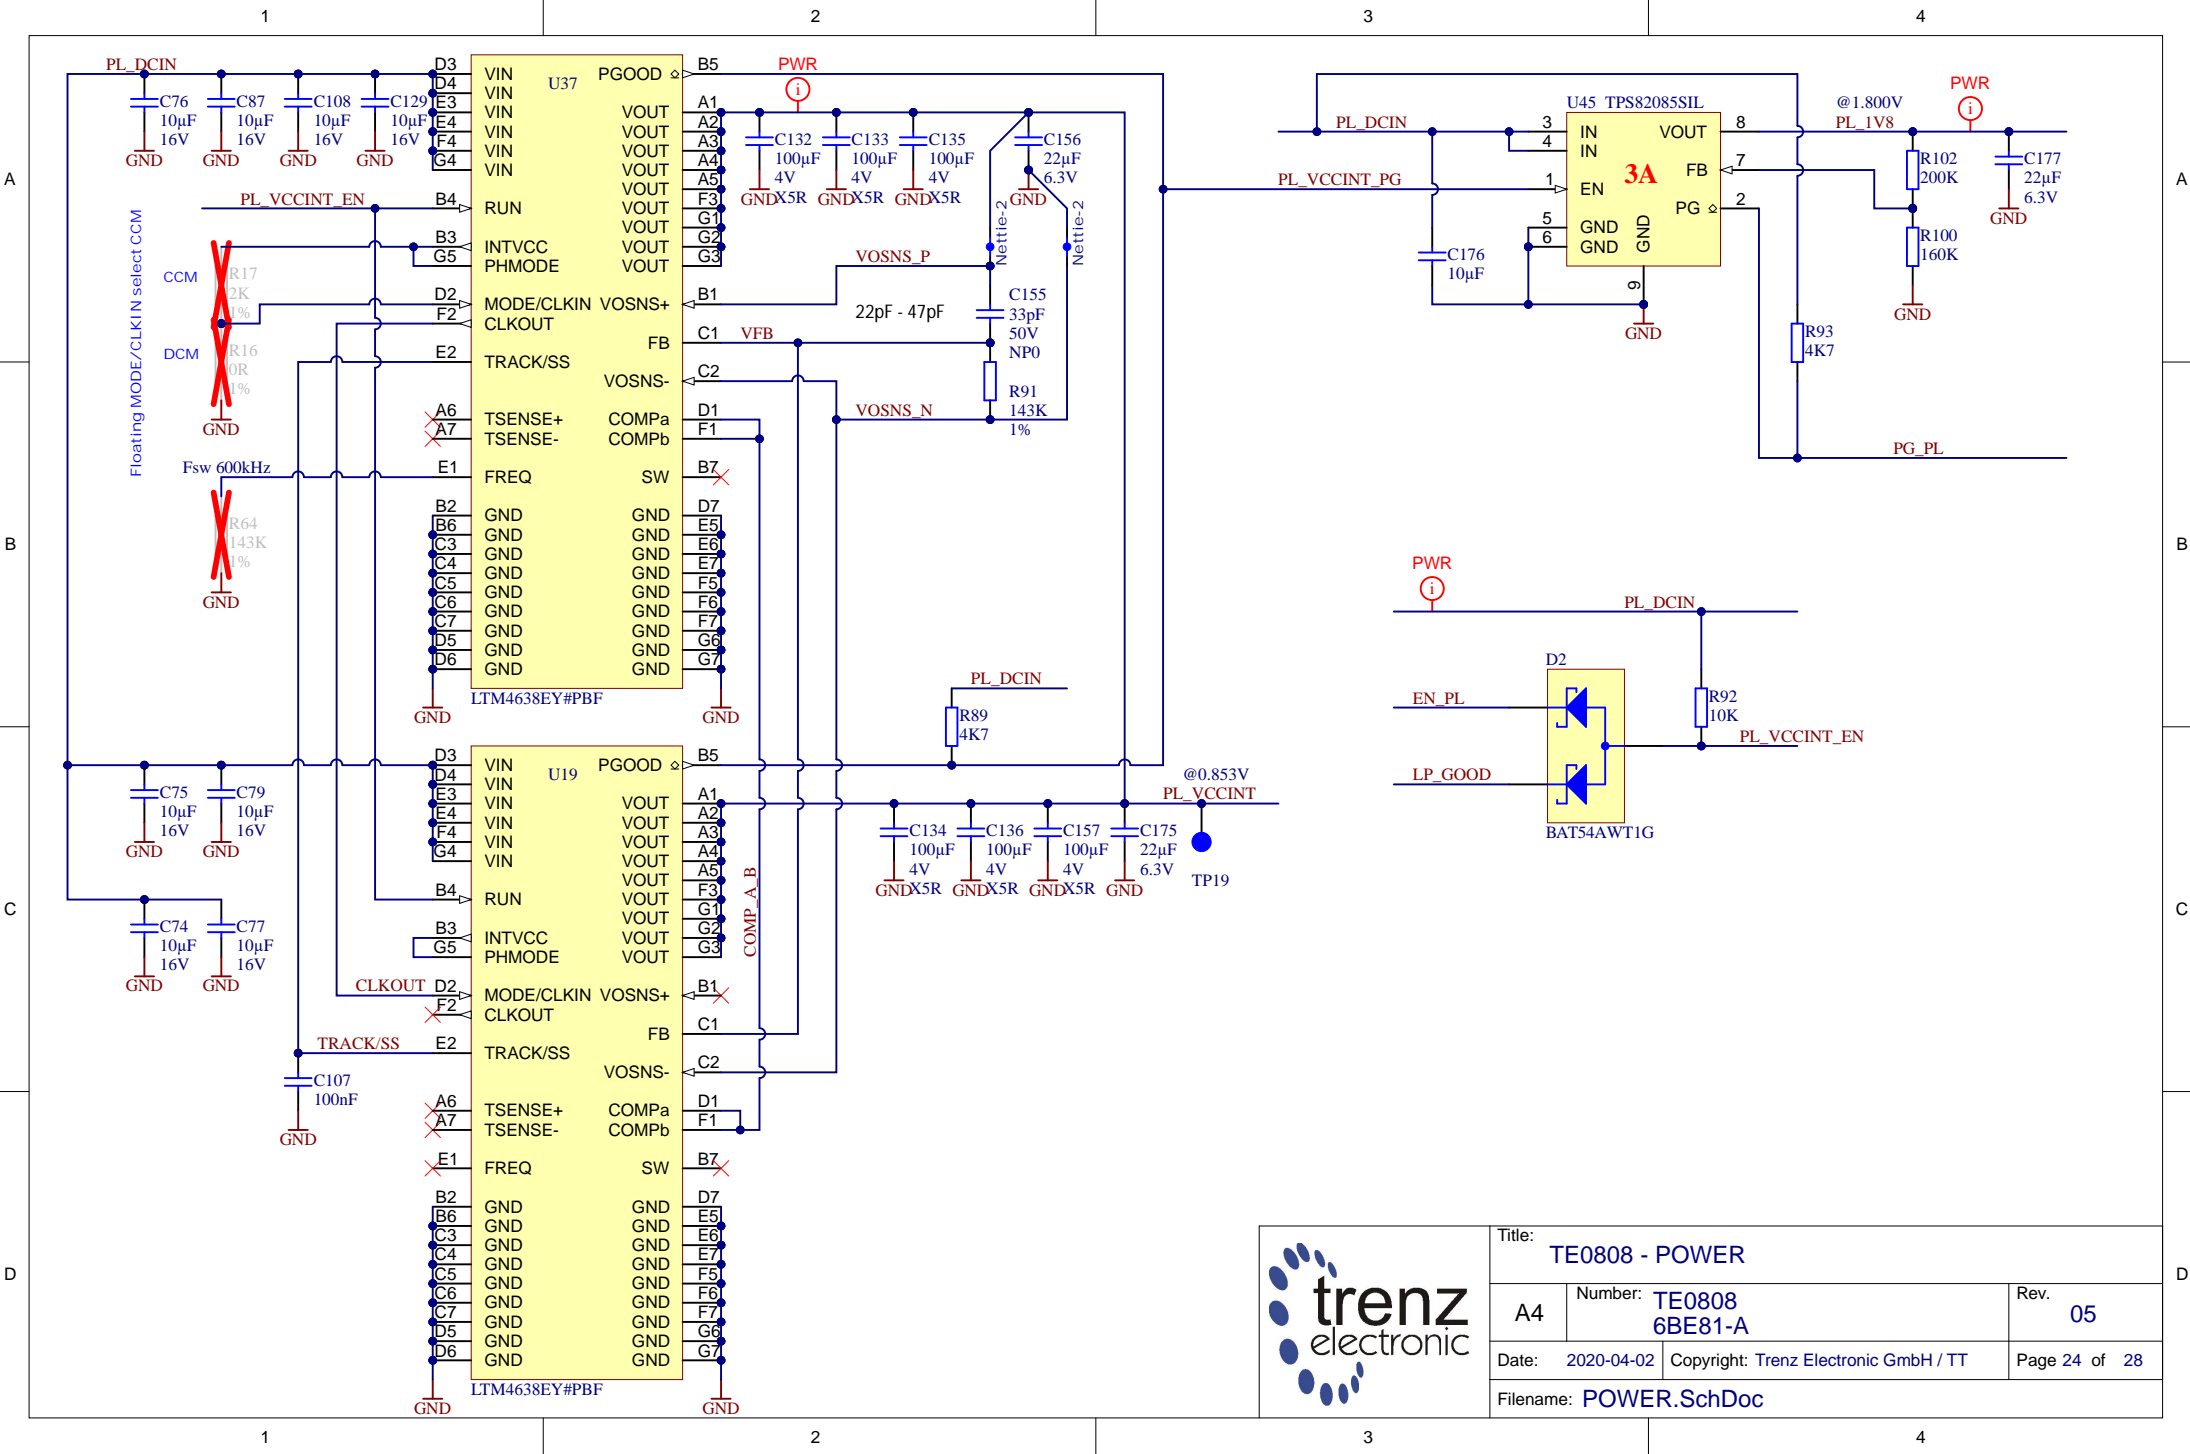 1 2 3 4
A
B
C
D
PL_DCIN
C76
10µF
16V
GND
C87
10µF
16V
GND
C108
10µF
16V
GND
C129
10µF
16V
GND
PL_VCCINT_EN
Floating MODE/CLKIN select CCM
CCM
R17
2K
1%
DCM
R16
0R
1%
GND
Fsw 600kHz
R64
143K
1%
GND
U37
D3 VIN
D4 VIN
E3 VIN
E4 VIN
F4 VIN
G4 VIN
B4 RUN
B3 INTVCC
G5 PHMODE
D2 MODE/CLKIN
F2 CLKOUT
E2 TRACK/SS
A6 TSENSE+
A7 TSENSE-
E1 FREQ
B2 GND
B6 GND
C3 GND
C4 GND
C5 GND
C6 GND
C7 GND
D5 GND
D6 GND
PGOOD B5
VOUT A1
VOUT A2
VOUT A3
VOUT A4
VOUT A5
VOUT F3
VOUT G1
VOUT G2
VOUT G3
VOSNS+ B1
FB C1
VOSNS- C2
COMPa D1
COMPb F1
SW B7
GND D7
GND E5
GND E6
GND E7
GND F5
GND F6
GND F7
GND G6
GND G7
LTM4638EY#PBF
GND
GND
PWR
i
C132
100µF
4V
X5R
GND
C133
100µF
4V
X5R
GND
C135
100µF
4V
X5R
GND
C156
22µF
6.3V
GND
Nettie-2
Nettie-2
VOSNS_P
22pF - 47pF
C155
33pF
50V
NP0
VFB
R91
143K
1%
VOSNS_N
PL_DCIN
R89
4K7
C75
10µF
16V
GND
C79
10µF
16V
GND
C74
10µF
16V
GND
C77
10µF
16V
GND
CLKOUT
TRACK/SS
C107
100nF
GND
U19
D3 VIN
D4 VIN
E3 VIN
E4 VIN
F4 VIN
G4 VIN
B4 RUN
B3 INTVCC
G5 PHMODE
D2 MODE/CLKIN
F2 CLKOUT
E2 TRACK/SS
A6 TSENSE+
A7 TSENSE-
E1 FREQ
B2 GND
B6 GND
C3 GND
C4 GND
C5 GND
C6 GND
C7 GND
D5 GND
D6 GND
PGOOD B5
VOUT A1
VOUT A2
VOUT A3
VOUT A4
VOUT A5
VOUT F3
VOUT G1
VOUT G2
VOUT G3
VOSNS+ B1
FB C1
VOSNS- C2
COMPa D1
COMPb F1
SW B7
GND D7
GND E5
GND E6
GND E7
GND F5
GND F6
GND F7
GND G6
GND G7
LTM4638EY#PBF
GND
GND
COMP_A_B
C134
100µF
4V
X5R
GND
C136
100µF
4V
X5R
GND
C157
100µF
4V
X5R
GND
C175
22µF
6.3V
GND
@0.853V
PL_VCCINT
TP19
U45 TPS82085SIL
PL_DCIN
PL_VCCINT_PG
3 IN
4 IN
1 EN
5 GND
6 GND
GND
9
3A
VOUT 8
FB 7
PG 2
C176
10µF
GND
@1.800V
PL_1V8
PWR
i
R102
200K
R100
160K
GND
C177
22µF
6.3V
GND
R93
4K7
PG_PL
PWR
i
PL_DCIN
D2
EN_PL
LP_GOOD
BAT54AWT1G
R92
10K
PL_VCCINT_EN
trenz
electronic
Title:
TE0808 - POWER
A4
Number: TE0808
6BE81-A
Rev.
05
Date: 2020-04-02
Copyright: Trenz Electronic GmbH / TT
Page 24 of 28
Filename: POWER.SchDoc
A
B
C
D
1 2 3 4